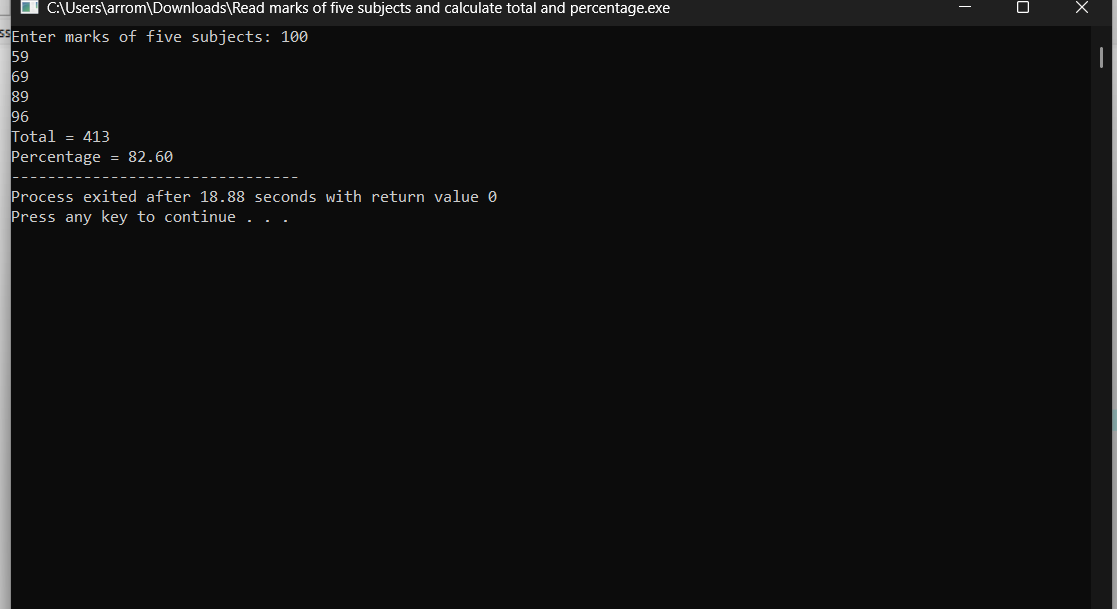 C:\Users\arrom\Downloads\Read marks of five subjects and calculate total and percentage.exe
Enter marks of five subjects: 100
59
69
89
96
Total = 413
Percentage = 82.60
--------------------------------
Process exited after 18.88 seconds with return value 0
Press any key to continue . . .